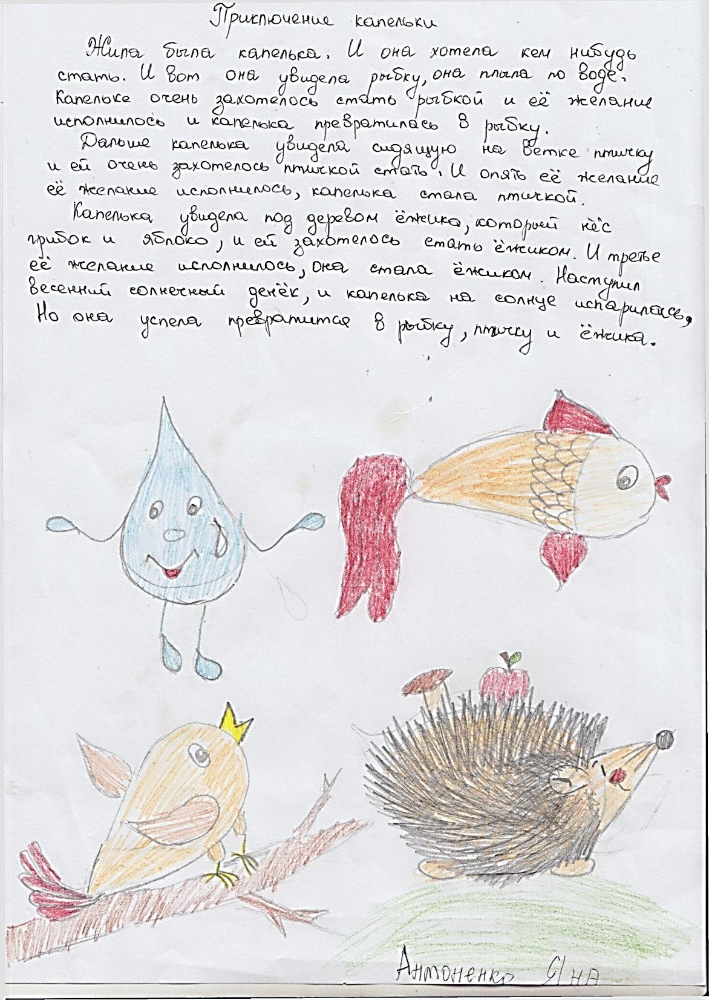 Приключение капельки
Жила была капелька. И она хотела кем нибудь
стать. И вот она увидела рыбку, она плыла по воде.
Капельке очень захотелось стать рыбкой и её желание
исполнилось и капелька превратилась в рыбку.
Дальше капелька увидела сидящую на ветке птичку
и ей очень захотелось птичкой стать. И опять её желание
её желание исполнилось, капелька стала птичкой.
Капелька увидела под деревом ёжика, который нёс
грибок и яблоко, и ей захотелось стать ёжиком. И третье
её желание исполнилось, она стала ёжиком. Наступил
весенний солнечный денёк, и капелька на солнце испарилась,
Но она успела превратится в рыбку, птичку и ёжика.
Антоненко Яна